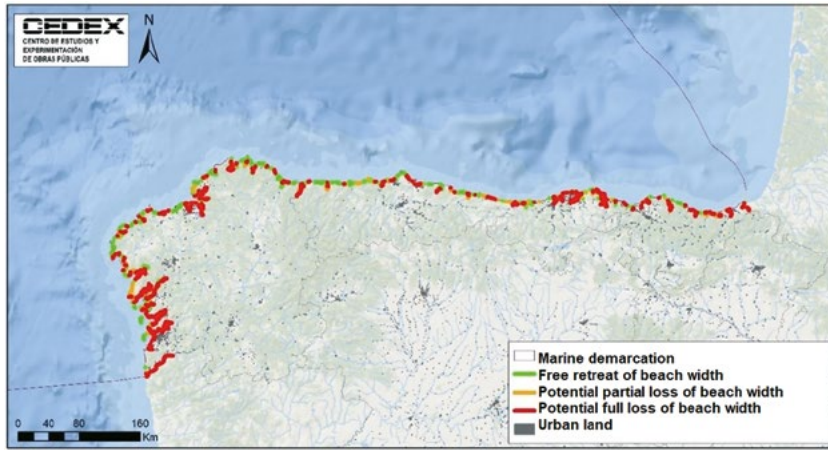 CEDEX
CENTRO DE ESTUDIOS Y
EXPERIMENTACIÓN
DE OBRAS PÚBLICAS
N
Marine demarcation
Free retreat of beach width
Potential partial loss of beach width
Potential full loss of beach width
Urban land
0 40 80 160
Km